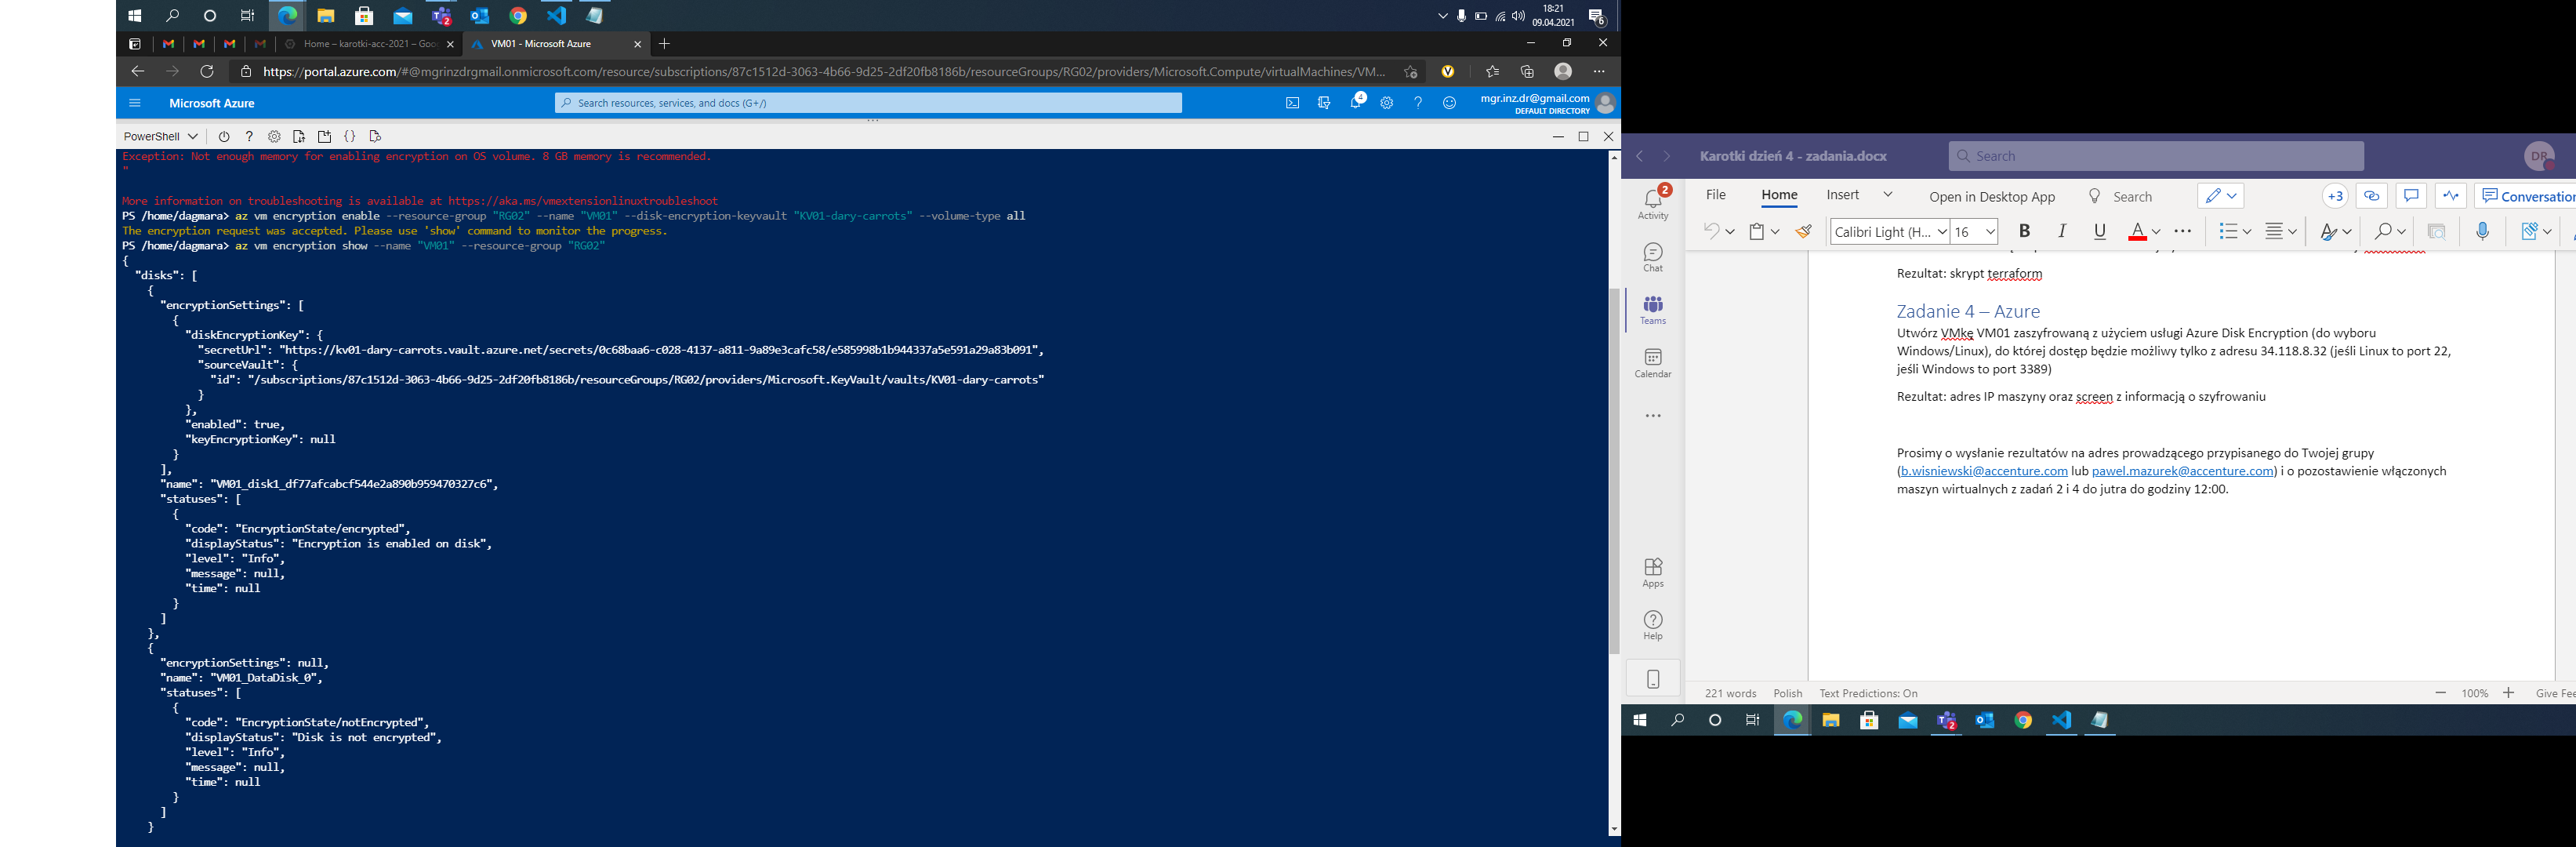 18:21
09.04.2021
6
Home – karotki-acc-2021 – Goo
VM01 - Microsoft Azure
https://portal.azure.com/#@mgrinzdrgmail.onmicrosoft.com/resource/subscriptions/87c1512d-3063-4b66-9d25-2df20fb8186b/resourceGroups/RG02/providers/Microsoft.Compute/virtualMachines/VM...
Microsoft Azure
Search resources, services, and docs (G+/)
4
mgr.inz.dr@gmail.com
DEFAULT DIRECTORY
PowerShell
Exception: Not enough memory for enabling encryption on OS volume. 8 GB memory is recommended.
"
More information on troubleshooting is available at https://aka.ms/vmextensionlinuxtroubleshoot
PS /home/dagmara> az vm encryption enable --resource-group "RG02" --name "VM01" --disk-encryption-keyvault "KV01-dary-carrots" --volume-type all
The encryption request was accepted. Please use 'show' command to monitor the progress.
PS /home/dagmara> az vm encryption show --name "VM01" --resource-group "RG02"
{
"disks": [
{
"encryptionSettings": [
{
"diskEncryptionKey": {
"secretUrl": "https://kv01-dary-carrots.vault.azure.net/secrets/0c68baa6-c028-4137-a811-9a89e3cafc58/e585998b1b944337a5e591a29a83b091",
"sourceVault": {
"id": "/subscriptions/87c1512d-3063-4b66-9d25-2df20fb8186b/resourceGroups/RG02/providers/Microsoft.KeyVault/vaults/KV01-dary-carrots"
}
},
"enabled": true,
"keyEncryptionKey": null
}
],
"name": "VM01_disk1_df77afcabcf544e2a890b959470327c6",
"statuses": [
{
"code": "EncryptionState/encrypted",
"displayStatus": "Encryption is enabled on disk",
"level": "Info",
"message": null,
"time": null
}
]
},
{
"encryptionSettings": null,
"name": "VM01_DataDisk_0",
"statuses": [
{
"code": "EncryptionState/notEncrypted",
"displayStatus": "Disk is not encrypted",
"level": "Info",
"message": null,
"time": null
}
]
}
Karotki dzień 4 - zadania.docx
Search
DR
2
Activity
Chat
Teams
Calendar
Apps
Help
File
Home
Insert
Open in Desktop App
Search
+3
Conversation
Calibri Light (H...
16
B
I
U
A
Rezultat: skrypt terraform
Zadanie 4 – Azure
Utwórz VMkę VM01 zaszyfrowaną z użyciem usługi Azure Disk Encryption (do wyboru
Windows/Linux), do której dostęp będzie możliwy tylko z adresu 34.118.8.32 (jeśli Linux to port 22,
jeśli Windows to port 3389)
Rezultat: adres IP maszyny oraz screen z informacją o szyfrowaniu
Prosimy o wysłanie rezultatów na adres prowadzącego przypisanego do Twojej grupy
(b.wisniewski@accenture.com lub pawel.mazurek@accenture.com) i o pozostawienie włączonych
maszyn wirtualnych z zadań 2 i 4 do jutra do godziny 12:00.
221 words
Polish
Text Predictions: On
100%
Give Fee